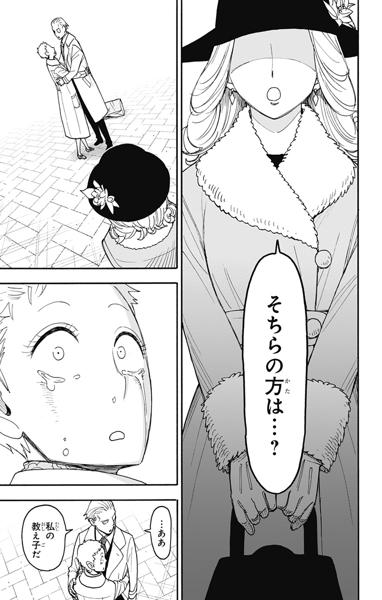 そちらの方は…？
…ああ
私の
教え子だ